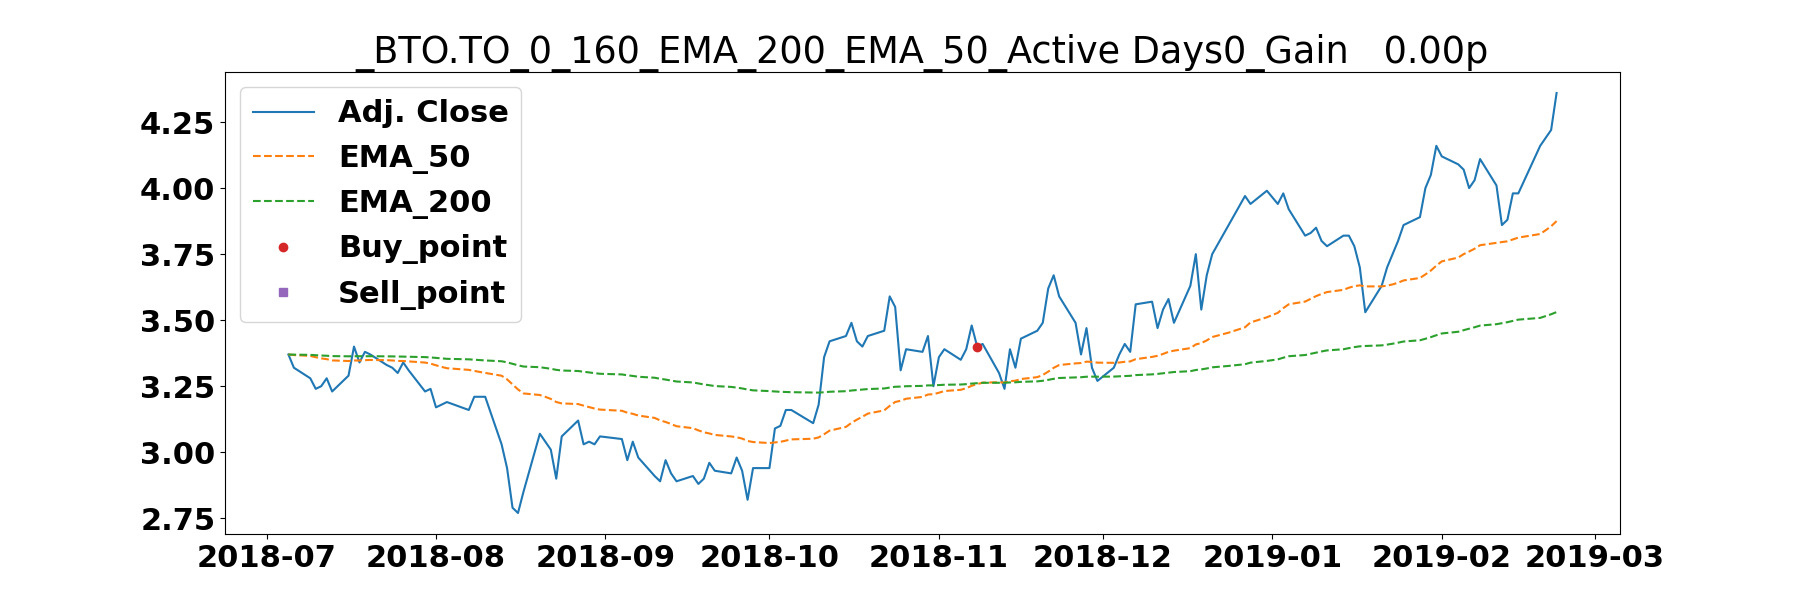 _BTO.TO_0_160_EMA_200_EMA_50_Active Days0_Gain   0.00p
Adj. Close
EMA_50
EMA_200
Buy_point
Sell_point
4.25
4.00
3.75
3.50
3.25
3.00
2.75
2018-07 2018-08 2018-09 2018-10 2018-11 2018-12 2019-01 2019-02 2019-03